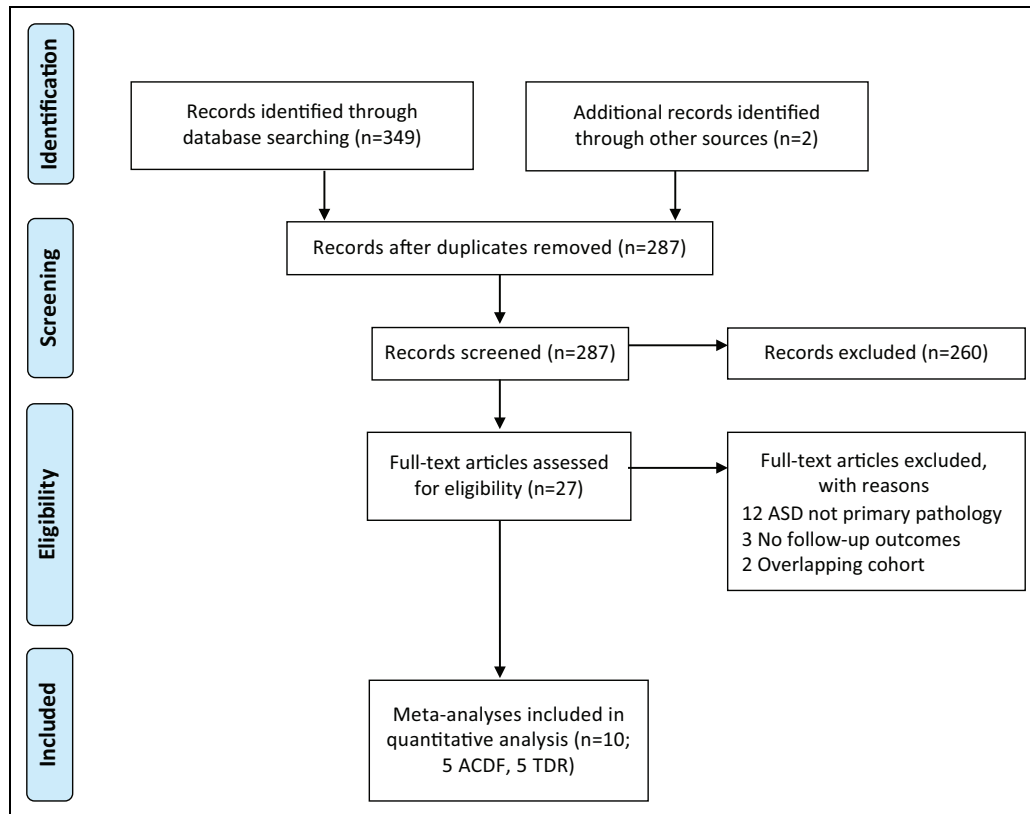 Identification
Records identified through
database searching (n=349)
Additional records identified
through other sources (n=2)
Screening
Records after duplicates removed (n=287)
Records screened (n=287)
Records excluded (n=260)
Eligibility
Full-text articles assessed
for eligibility (n=27)
Full-text articles excluded,
with reasons
12 ASD not primary pathology
3 No follow-up outcomes
2 Overlapping cohort
Included
Meta-analyses included in
quantitative analysis (n=10;
5 ACDF, 5 TDR)